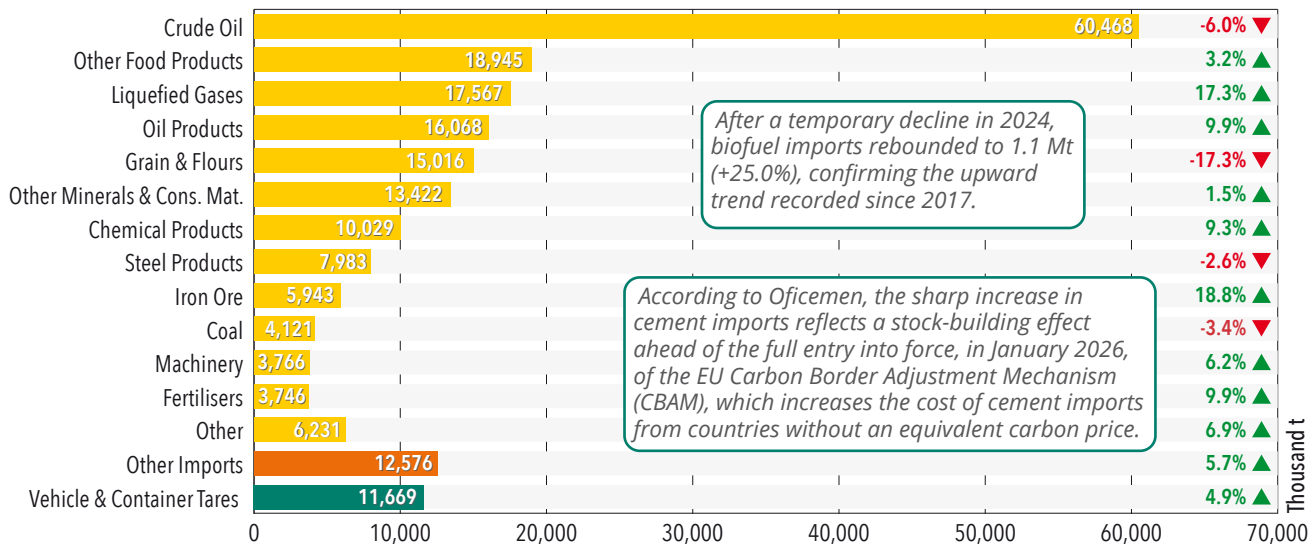 Crude Oil 60,468 -6.0% ▼
Other Food Products 18,945 3.2% ▲
Liquefied Gases 17,567 17.3% ▲
Oil Products 16,068 9.9% ▲
Grain & Flours 15,016 -17.3% ▼
Other Minerals & Cons. Mat. 13,422 1.5% ▲
Chemical Products 10,029 9.3% ▲
Steel Products 7,983 -2.6% ▼
Iron Ore 5,943 18.8% ▲
Coal 4,121 -3.4% ▼
Machinery 3,766 6.2% ▲
Fertilisers 3,746 9.9% ▲
Other 6,231 6.9% ▲
Other Imports 12,576 5.7% ▲
Vehicle & Container Tares 11,669 4.9% ▲
After a temporary decline in 2024,
biofuel imports rebounded to 1.1 Mt
(+25.0%), confirming the upward
trend recorded since 2017.
According to Oficemen, the sharp increase in
cement imports reflects a stock-building effect
ahead of the full entry into force, in January 2026,
of the EU Carbon Border Adjustment Mechanism
(CBAM), which increases the cost of cement imports
from countries without an equivalent carbon price.
0 10,000 20,000 30,000 40,000 50,000 60,000 70,000
Thousand t